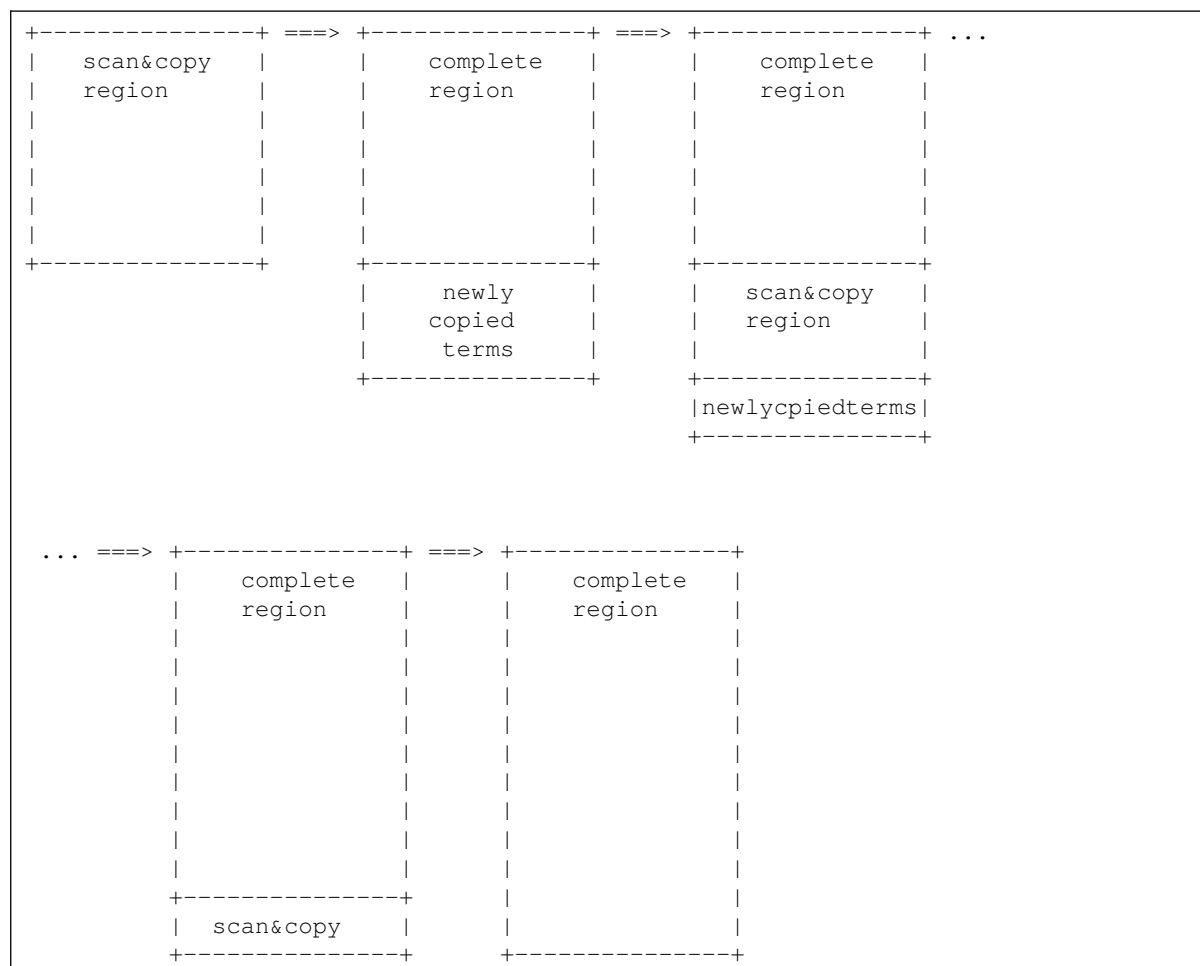 +---------------+ ===> +---------------+ ===> +---------------+ ...
|   scan&copy   |      |    complete   |      |    complete   |
|   region      |      |    region     |      |    region     |
|               |      |               |      |               |
|               |      |               |      |               |
|               |      |               |      |               |
|               |      |               |      |               |
|               |      |               |      |               |
+---------------+      +---------------+      +---------------+
                       |     newly     |      |   scan&copy   |
                       |    copied     |      |   region      |
                       |     terms     |      |               |
                       +---------------+      +---------------+
                                              |newlycpiedterms|
                                              +---------------+
 ... ===> +---------------+ ===> +---------------+
          |    complete   |      |    complete   |
          |    region     |      |    region     |
          |               |      |               |
          |               |      |               |
          |               |      |               |
          |               |      |               |
          |               |      |               |
          |               |      |               |
          |               |      |               |
          |               |      |               |
          |               |      |               |
          +---------------+      |               |
          |  scan&copy    |      |               |
          +---------------+      +---------------+